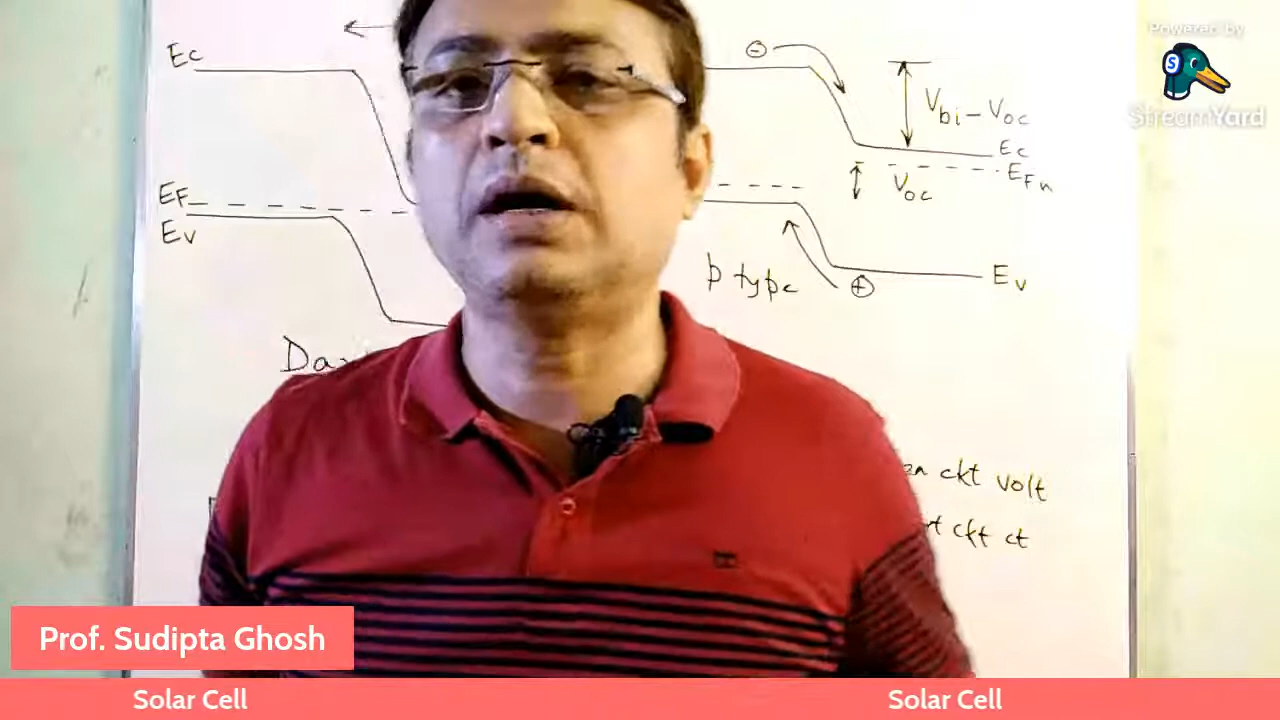 Powered by
StreamYard
Ec
EF
Ev
Vbi - Voc
Ec
EFn
Voc
Ev
p type
ckt volt
ckt ct
Prof. Sudipta Ghosh
Solar Cell
Solar Cell